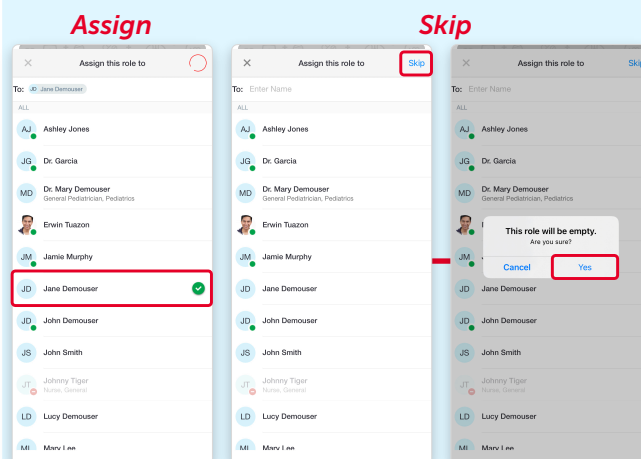 Assign
Skip
Assign this role to
To: JD Jane Demouser
ALL
AJ Ashley Jones
JG Dr. Garcia
MD Dr. Mary Demouser
General Pediatrician, Pediatrics
Erwin Tuazon
JM Jamie Murphy
JD Jane Demouser
JD John Demouser
JS John Smith
JT Johnny Tiger
Nurse, General
LD Lucy Demouser
ML Mary Lee
Assign this role to Skip
To: Enter Name
ALL
AJ Ashley Jones
JG Dr. Garcia
MD Dr. Mary Demouser
General Pediatrician, Pediatrics
Erwin Tuazon
JM Jamie Murphy
JD Jane Demouser
JD John Demouser
JS John Smith
JT Johnny Tiger
Nurse, General
LD Lucy Demouser
ML Mary Lee
Assign this role to Skip
To: Enter Name
ALL
AJ Ashley Jones
JG Dr. Garcia
MD Dr. Mary Demouser
General Pediatrician, Pediatrics
This role will be empty.
Are you sure?
Cancel Yes
JM
JD Jane Demouser
JD John Demouser
JS John Smith
JT Johnny Tiger
Nurse, General
LD Lucy Demouser
ML Mary Lee